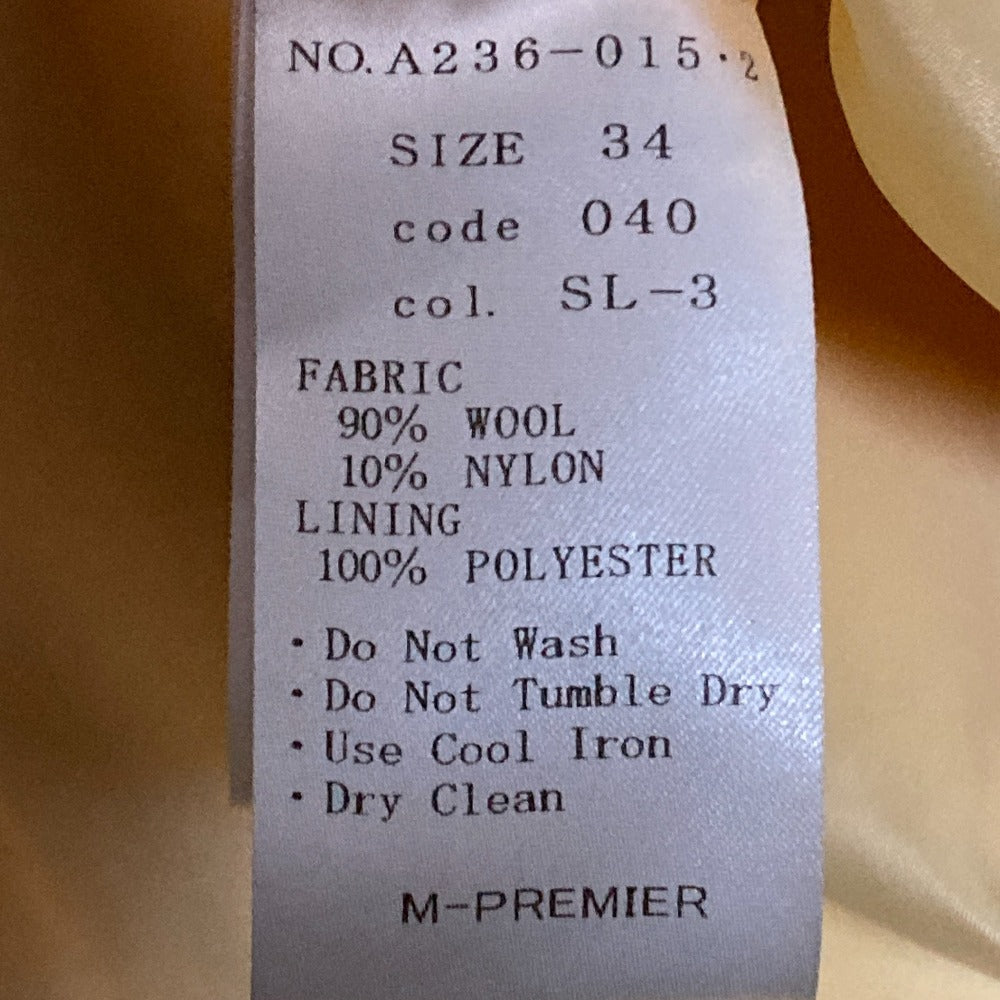 NO. A236-015・2
SIZE 34
code 040
col. SL-3
FABRIC
90% WOOL
10% NYLON
LINING
100% POLYESTER
・Do Not Wash
・Do Not Tumble Dry
・Use Cool Iron
・Dry Clean
M-PREMIER